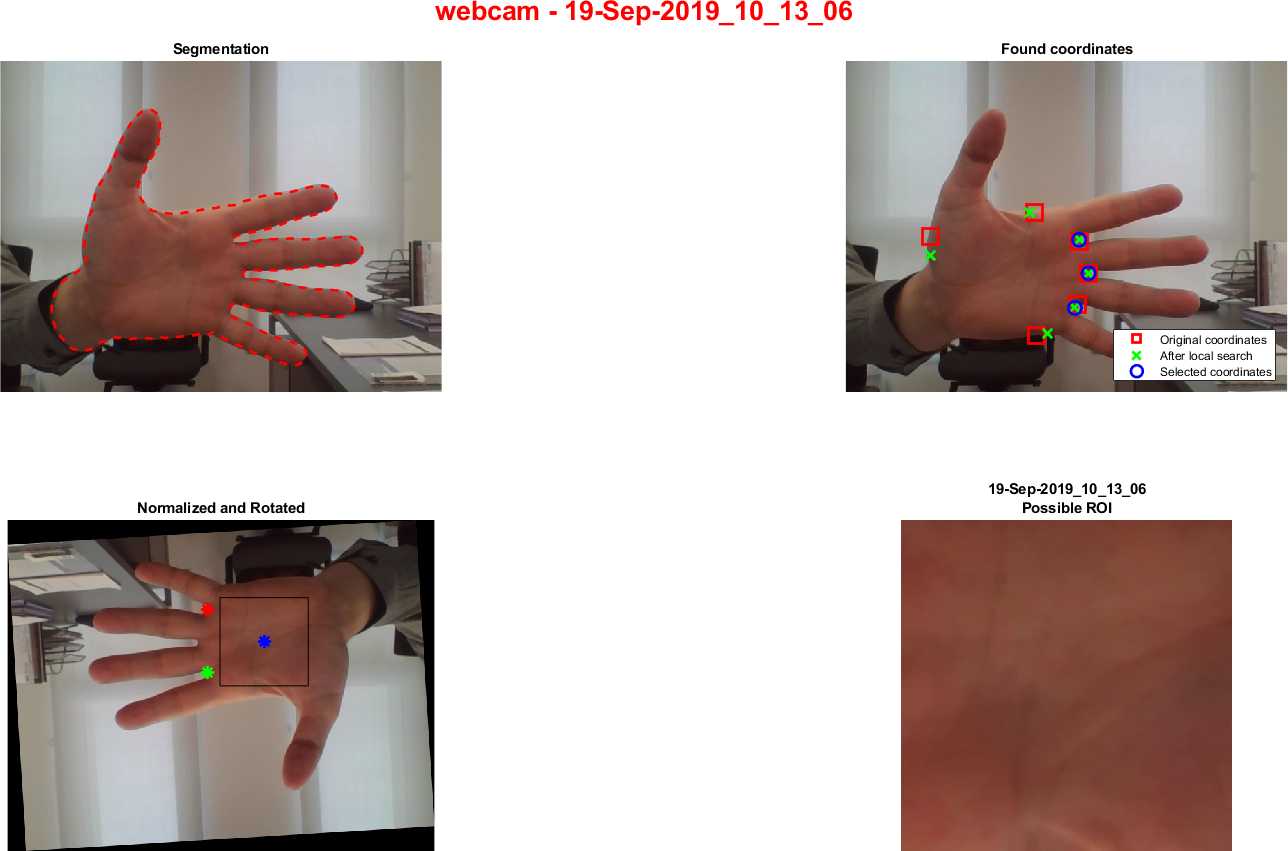 webcam - 19-Sep-2019_10_13_06
Segmentation
Found coordinates
Original coordinates
After local search
Selected coordinates
Normalized and Rotated
19-Sep-2019_10_13_06
Possible ROI